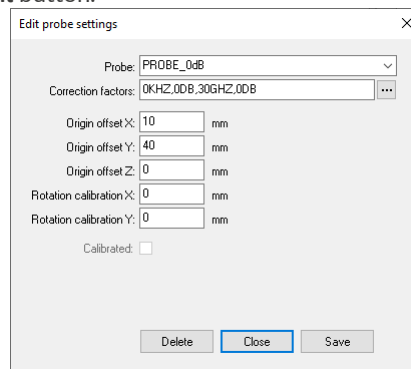 button.
Edit probe settings
Probe: PROBE_0dB
Correction factors: 0KHZ,0DB,30GHZ,0DB ...
Origin offset X: 10 mm
Origin offset Y: 40 mm
Origin offset Z: 0 mm
Rotation calibration X: 0 mm
Rotation calibration Y: 0 mm
Calibrated:
Delete Close Save